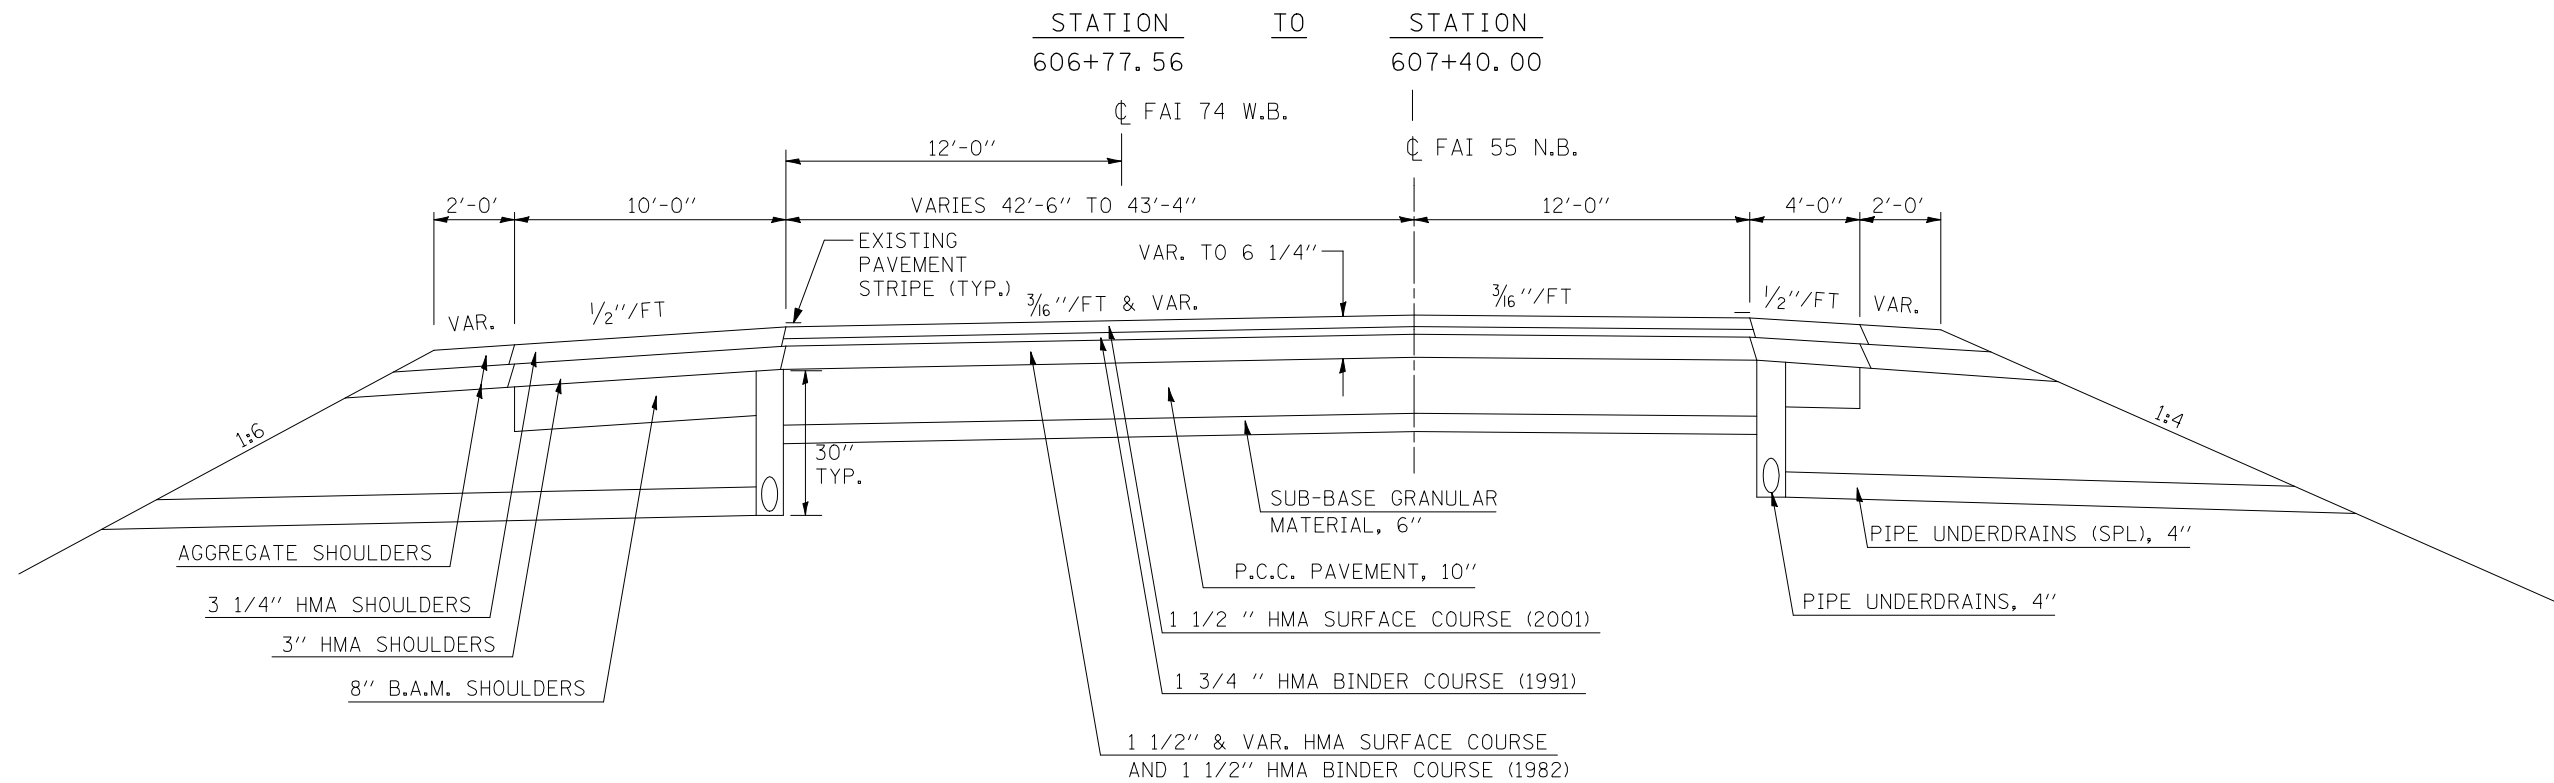 STATION TO STATION
606+77.56 607+40.00
℄ FAI 74 W.B.
℄ FAI 55 N.B.
12'-0"
2'-0' 10'-0" VARIES 42'-6" TO 43'-4" 12'-0" 4'-0" 2'-0'
EXISTING
PAVEMENT
STRIPE (TYP.)
VAR. TO 6 1/4"
VAR. 1/2"/FT 3/16"/FT & VAR. 3/16"/FT 1/2"/FT VAR.
1:6
1:4
30"
TYP.
SUB-BASE GRANULAR
MATERIAL, 6"
PIPE UNDERDRAINS (SPL), 4"
AGGREGATE SHOULDERS
P.C.C. PAVEMENT, 10"
3 1/4" HMA SHOULDERS
PIPE UNDERDRAINS, 4"
1 1/2 " HMA SURFACE COURSE (2001)
3" HMA SHOULDERS
8" B.A.M. SHOULDERS
1 3/4 " HMA BINDER COURSE (1991)
1 1/2" & VAR. HMA SURFACE COURSE
AND 1 1/2" HMA BINDER COURSE (1982)